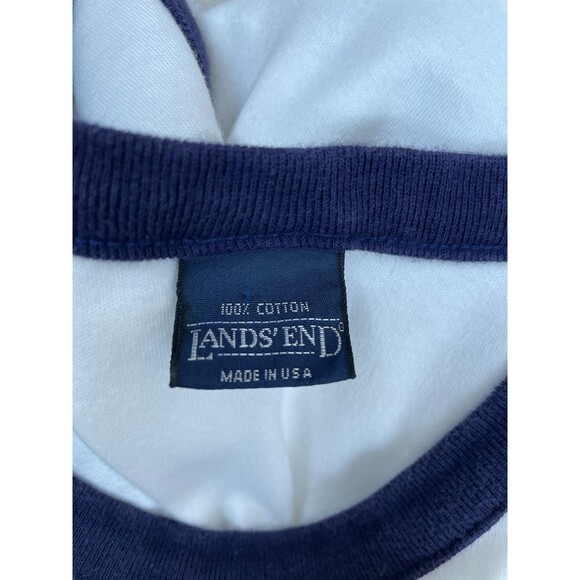 100% COTTON
LANDS' END®
MADE IN USA